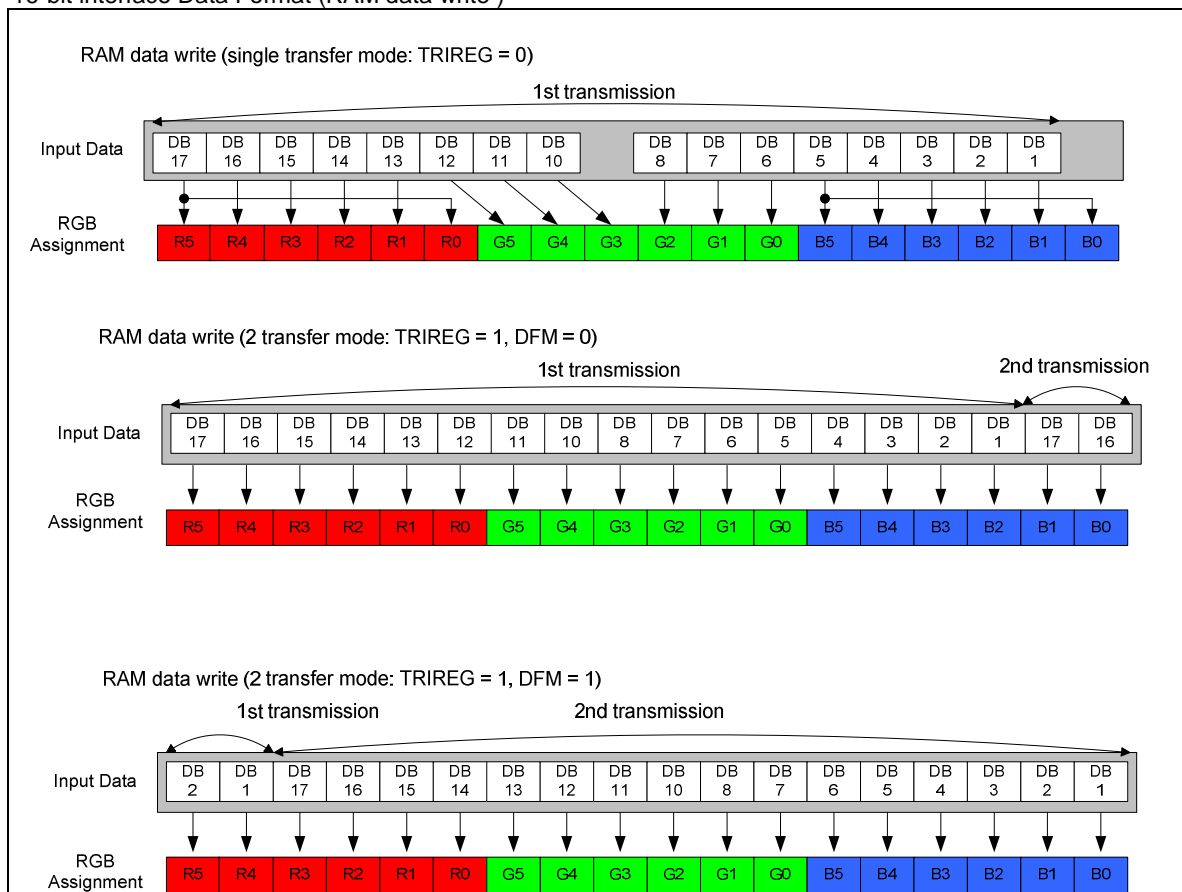 16-bit interface Data Format (RAM data write )
RAM data write (single transfer mode: TRIREG = 0)
1st transmission
Input Data
DB 17 DB 16 DB 15 DB 14 DB 13 DB 12 DB 11 DB 10 DB 8 DB 7 DB 6 DB 5 DB 4 DB 3 DB 2 DB 1
RGB Assignment
R5 R4 R3 R2 R1 R0 G5 G4 G3 G2 G1 G0 B5 B4 B3 B2 B1 B0
RAM data write (2 transfer mode: TRIREG = 1, DFM = 0)
1st transmission 2nd transmission
Input Data
DB 17 DB 16 DB 15 DB 14 DB 13 DB 12 DB 11 DB 10 DB 8 DB 7 DB 6 DB 5 DB 4 DB 3 DB 2 DB 1 DB 17 DB 16
RGB Assignment
R5 R4 R3 R2 R1 R0 G5 G4 G3 G2 G1 G0 B5 B4 B3 B2 B1 B0
RAM data write (2 transfer mode: TRIREG = 1, DFM = 1)
1st transmission 2nd transmission
Input Data
DB 2 DB 1 DB 17 DB 16 DB 15 DB 14 DB 13 DB 12 DB 11 DB 10 DB 8 DB 7 DB 6 DB 5 DB 4 DB 3 DB 2 DB 1
RGB Assignment
R5 R4 R3 R2 R1 R0 G5 G4 G3 G2 G1 G0 B5 B4 B3 B2 B1 B0